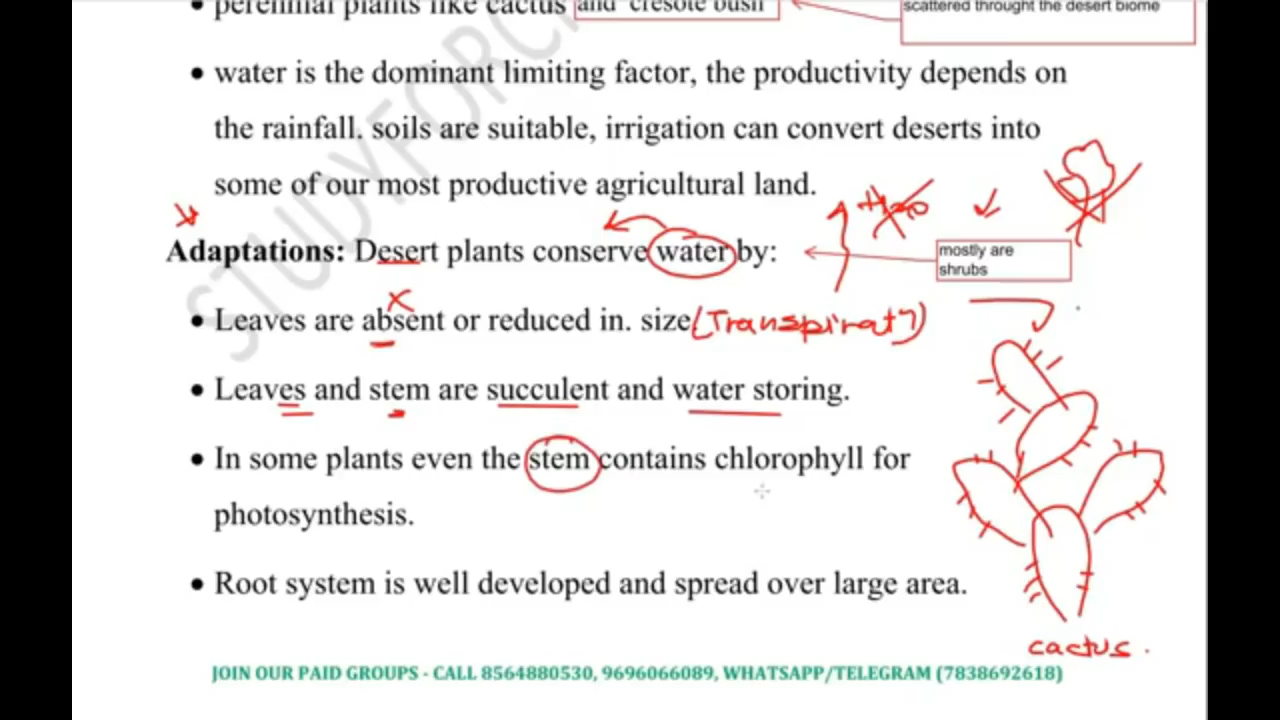 perennial plants like cactus and cresote bush
scattered throught the desert biome
• water is the dominant limiting factor, the productivity depends on
the rainfall. soils are suitable, irrigation can convert deserts into
some of our most productive agricultural land.
H2O
Adaptations: Desert plants conserve water by:
mostly are
shrubs
• Leaves are absent or reduced in. size (Transpirat?)
• Leaves and stem are succulent and water storing.
• In some plants even the stem contains chlorophyll for
photosynthesis.
• Root system is well developed and spread over large area.
cactus.
JOIN OUR PAID GROUPS - CALL 8564880530, 9696066089, WHATSAPP/TELEGRAM (7838692618)
STUDYFORC